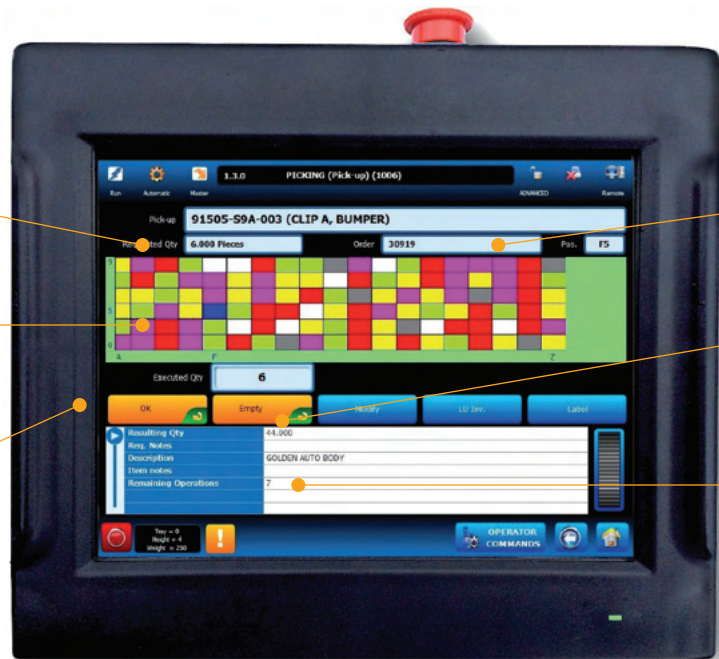 1.3.0 PICKING (Pick-up) (1006)
Run Automatic Master ADVANCED Remote
Pick-up 91505-S9A-003 (CLIP A, BUMPER)
Requested Qty 6.000 Pieces Order 30919 Pos. F5
9
5
0
A F Z
Executed Qty 6
OK Empty Modify LU Inv. Label
Resulting Qty 44.000
Req. Notes
Description GOLDEN AUTO BODY
Item notes
Remaining Operations 7
Tray = 0
Height = 4
Weight = 250
!
OPERATOR
COMMANDS